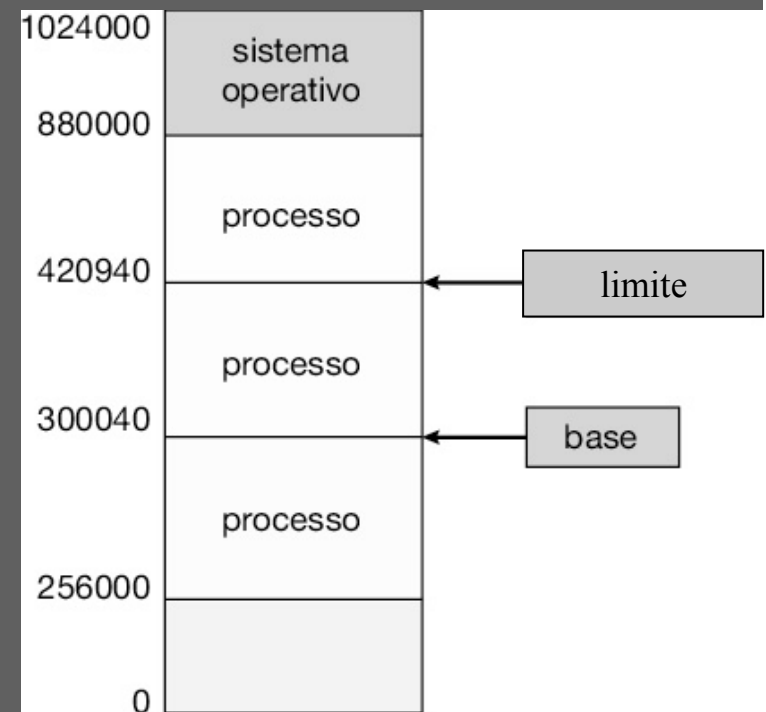 1024000
sistema
operativo
880000
processo
420940
limite
processo
300040
base
processo
256000
0